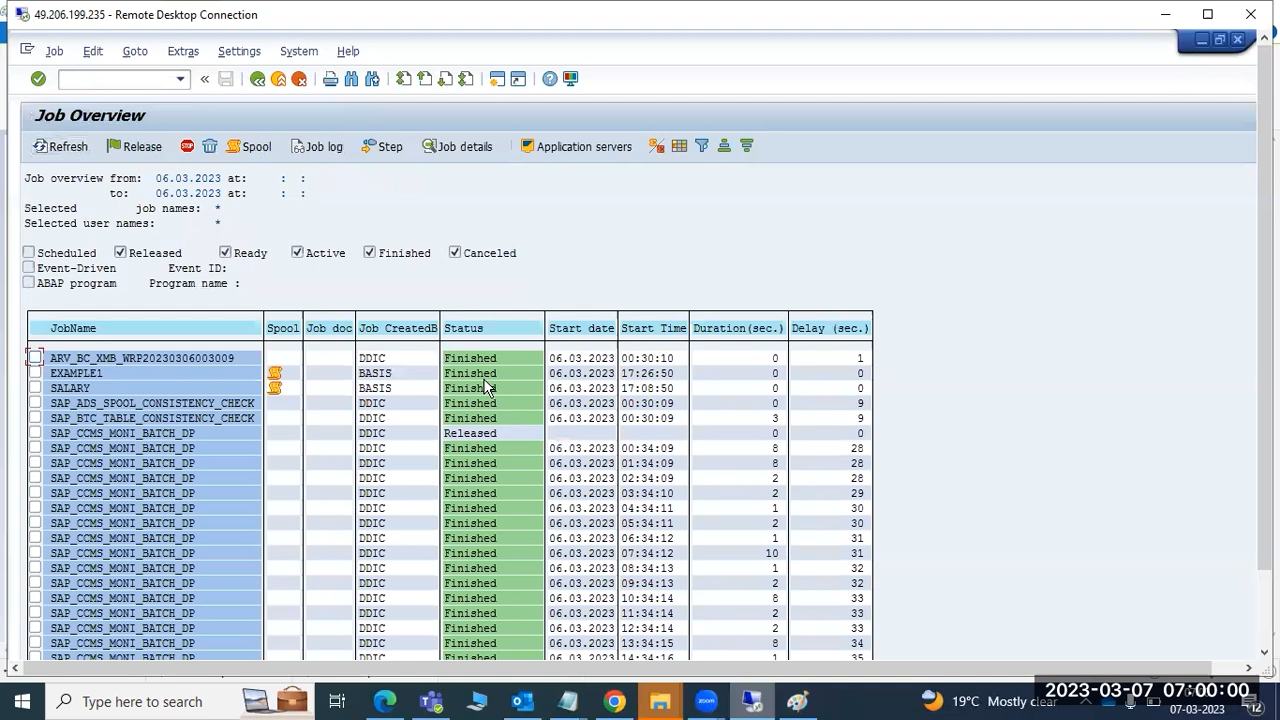 49.206.199.235 - Remote Desktop Connection
Job Edit Goto Extras Settings System Help
Job Overview
Refresh Release Spool Job log Step Job details Application servers
Job overview from: 06.03.2023 at: : :
to: 06.03.2023 at: : :
Selected job names: *
Selected user names: *
Scheduled Released Ready Active Finished Canceled
Event-Driven Event ID:
ABAP program Program name :
JobName Spool Job doc Job CreatedB Status Start date Start Time Duration(sec.) Delay (sec.)
ARV_BC_XMB_WRP20230306003009 DDIC Finished 06.03.2023 00:30:10 0 1
EXAMPLE1 BASIS Finished 06.03.2023 17:26:50 0 0
SALARY BASIS Finished 06.03.2023 17:08:50 0 0
SAP_ADS_SPOOL_CONSISTENCY_CHECK DDIC Finished 06.03.2023 00:30:09 0 9
SAP_BTC_TABLE_CONSISTENCY_CHECK DDIC Finished 06.03.2023 00:30:09 3 9
SAP_CCMS_MONI_BATCH_DP DDIC Released 0 0
SAP_CCMS_MONI_BATCH_DP DDIC Finished 06.03.2023 00:34:09 8 28
SAP_CCMS_MONI_BATCH_DP DDIC Finished 06.03.2023 01:34:09 8 28
SAP_CCMS_MONI_BATCH_DP DDIC Finished 06.03.2023 02:34:09 2 28
SAP_CCMS_MONI_BATCH_DP DDIC Finished 06.03.2023 03:34:10 2 29
SAP_CCMS_MONI_BATCH_DP DDIC Finished 06.03.2023 04:34:11 1 30
SAP_CCMS_MONI_BATCH_DP DDIC Finished 06.03.2023 05:34:11 2 30
SAP_CCMS_MONI_BATCH_DP DDIC Finished 06.03.2023 06:34:12 1 31
SAP_CCMS_MONI_BATCH_DP DDIC Finished 06.03.2023 07:34:12 10 31
SAP_CCMS_MONI_BATCH_DP DDIC Finished 06.03.2023 08:34:13 1 32
SAP_CCMS_MONI_BATCH_DP DDIC Finished 06.03.2023 09:34:13 2 32
SAP_CCMS_MONI_BATCH_DP DDIC Finished 06.03.2023 10:34:14 8 33
SAP_CCMS_MONI_BATCH_DP DDIC Finished 06.03.2023 11:34:14 2 33
SAP_CCMS_MONI_BATCH_DP DDIC Finished 06.03.2023 12:34:14 2 33
SAP_CCMS_MONI_BATCH_DP DDIC Finished 06.03.2023 13:34:15 8 34
SAP_CCMS_MONI_BATCH_DP DDIC Finished 06.03.2023 14:34:16 1 35
Type here to search 19°C Mostly clear
2023-03-07 07:00:00
07-03-2023 12